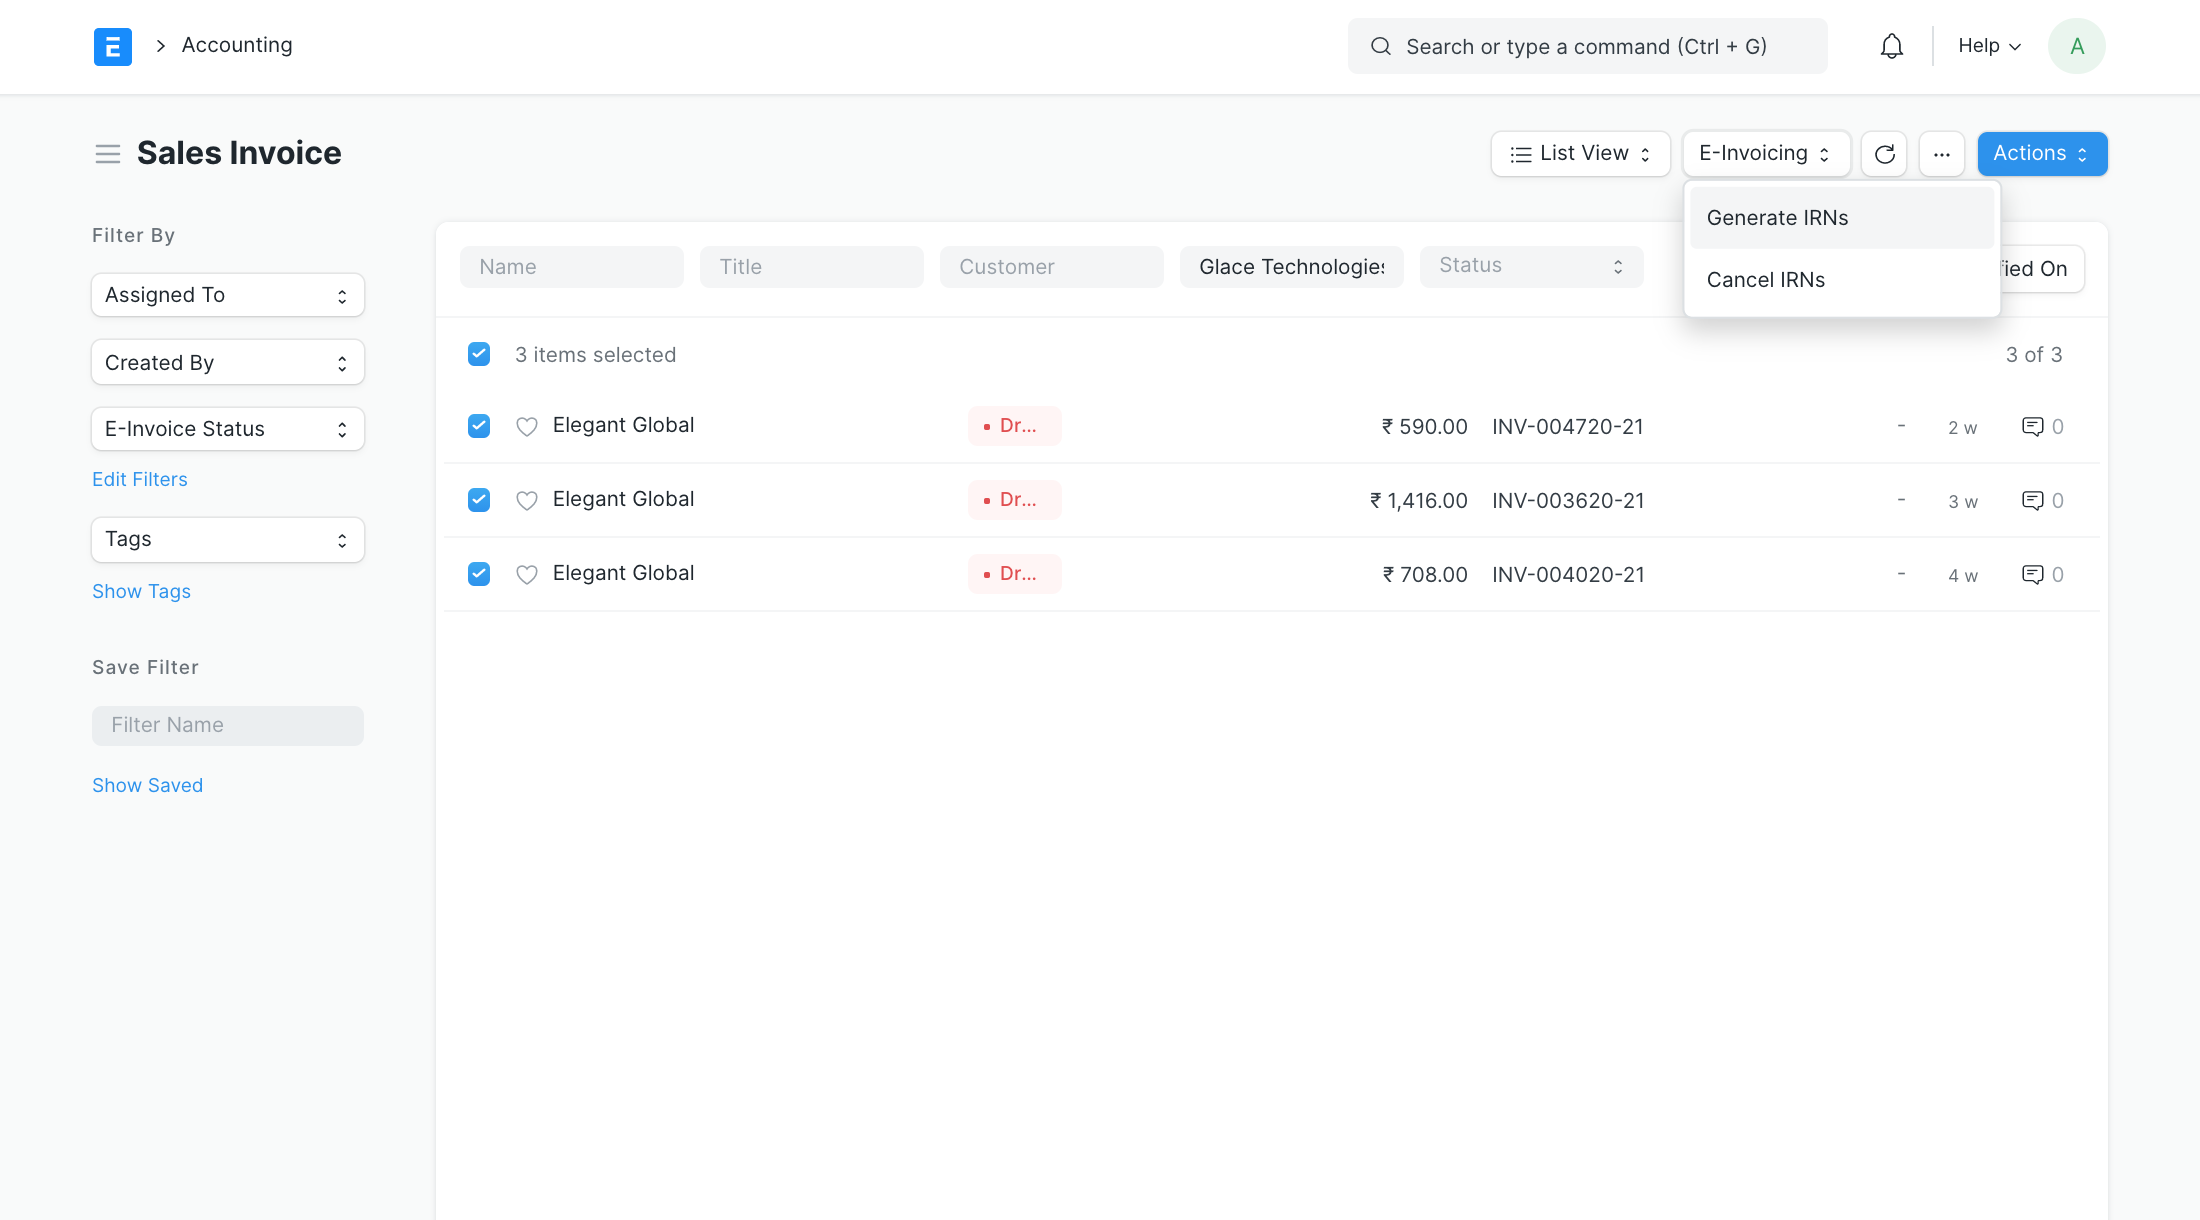 E
Accounting
Search or type a command (Ctrl + G)
Help
A
Sales Invoice
List View
E-Invoicing
...
Actions
Generate IRNs
Cancel IRNs
Filter By
Assigned To
Created By
E-Invoice Status
Edit Filters
Tags
Show Tags
Save Filter
Filter Name
Show Saved
Name Title Customer Glace Technologies Status
On
3 items selected 3 of 3
Elegant Global Dr... ₹ 590.00 INV-004720-21 - 2 w 0
Elegant Global Dr... ₹ 1,416.00 INV-003620-21 - 3 w 0
Elegant Global Dr... ₹ 708.00 INV-004020-21 - 4 w 0